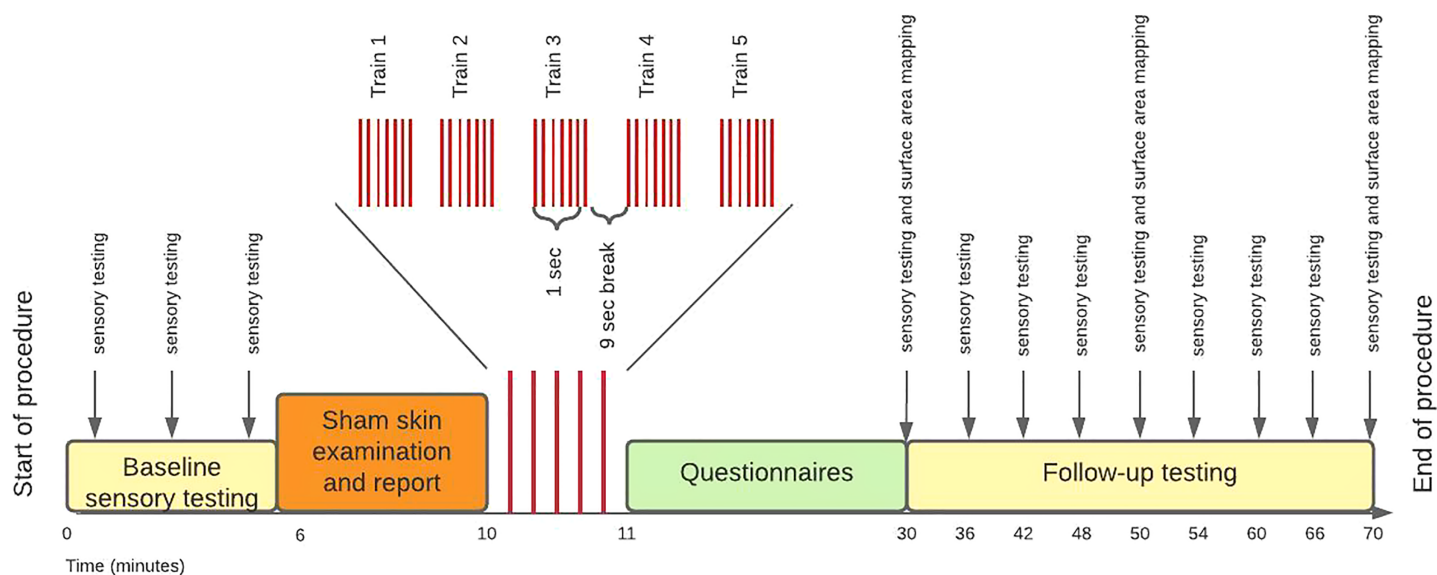 Train 1
Train 2
Train 3
Train 4
Train 5
1 sec
9 sec break
Start of procedure
sensory testing
sensory testing
sensory testing
sensory testing and surface area mapping
sensory testing
sensory testing
sensory testing
sensory testing and surface area mapping
sensory testing
sensory testing
sensory testing
sensory testing and surface area mapping
End of procedure
Baseline
sensory testing
Sham skin
examination
and report
Questionnaires
Follow-up testing
0
6
10
11
30
36
42
48
50
54
60
66
70
Time (minutes)